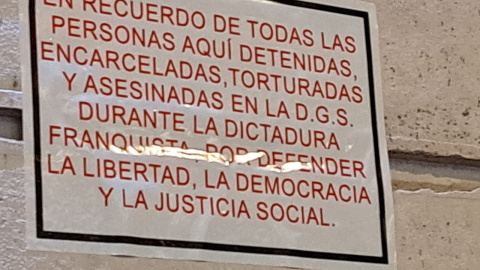 EN RECUERDO DE TODAS LAS
PERSONAS AQUÍ DETENIDAS,
ENCARCELADAS,TORTURADAS
Y ASESINADAS EN LA D.G.S.
DURANTE LA DICTADURA
FRANQUISTA, POR DEFENDER
LA LIBERTAD, LA DEMOCRACIA
Y LA JUSTICIA SOCIAL.